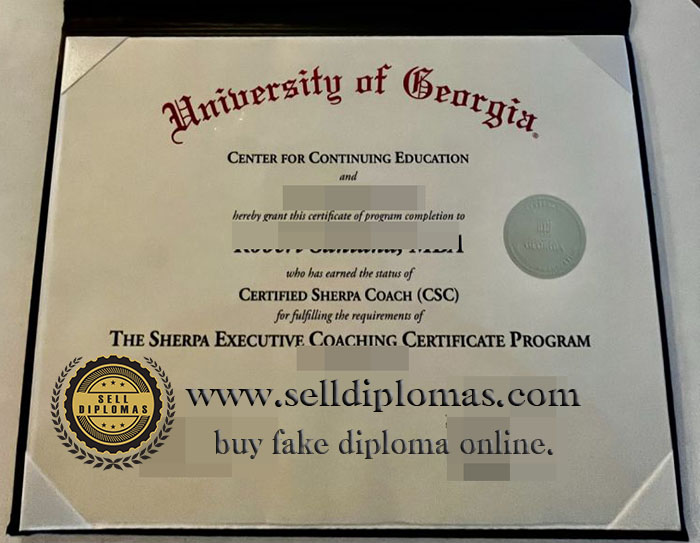 University of Georgia®
CENTER FOR CONTINUING EDUCATION
and
hereby grant this certificate of program completion to
MBA
who has earned the status of
CERTIFIED SHERPA COACH (CSC)
for fulfilling the requirements of
THE SHERPA EXECUTIVE COACHING CERTIFICATE PROGRAM
SELL
DIPLOMAS
www.selldiplomas.com
buy fake diploma online.